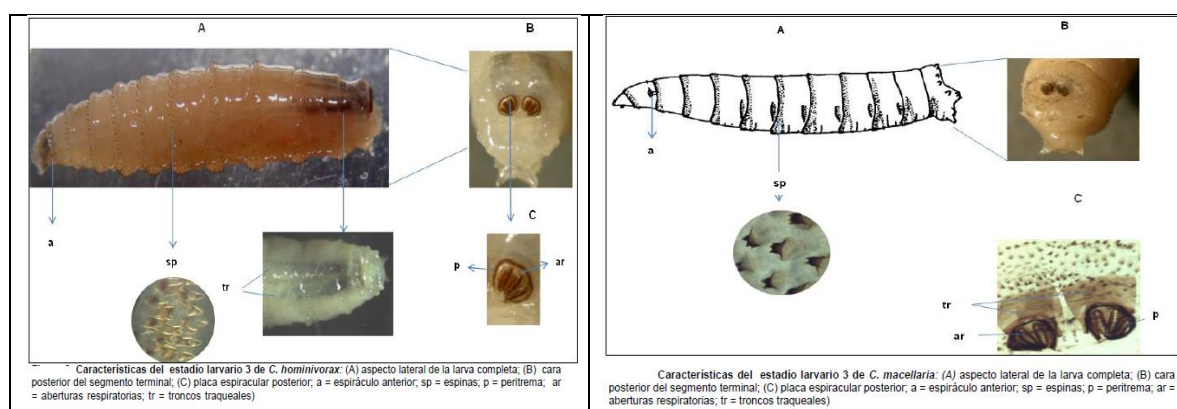 A
B
a
sp
tr
C
p
ar
Características del estadío larvario 3 de C. hominivorax: (A) aspecto lateral de la larva completa; (B) cara
posterior del segmento terminal; (C) placa espiracular posterior; a = espiráculo anterior; sp = espinas; p = peritrema; ar
= aberturas respiratorias; tr = troncos traqueales)
A
B
a
sp
C
tr
ar
p
Características del estadío larvario 3 de C. macellaria: (A) aspecto lateral de la larva completa; (B) cara
posterior del segmento terminal; (C) placa espiracular posterior; a = espiráculo anterior; sp = espinas; p = peritrema; ar =
aberturas respiratorias; tr = troncos traqueales)